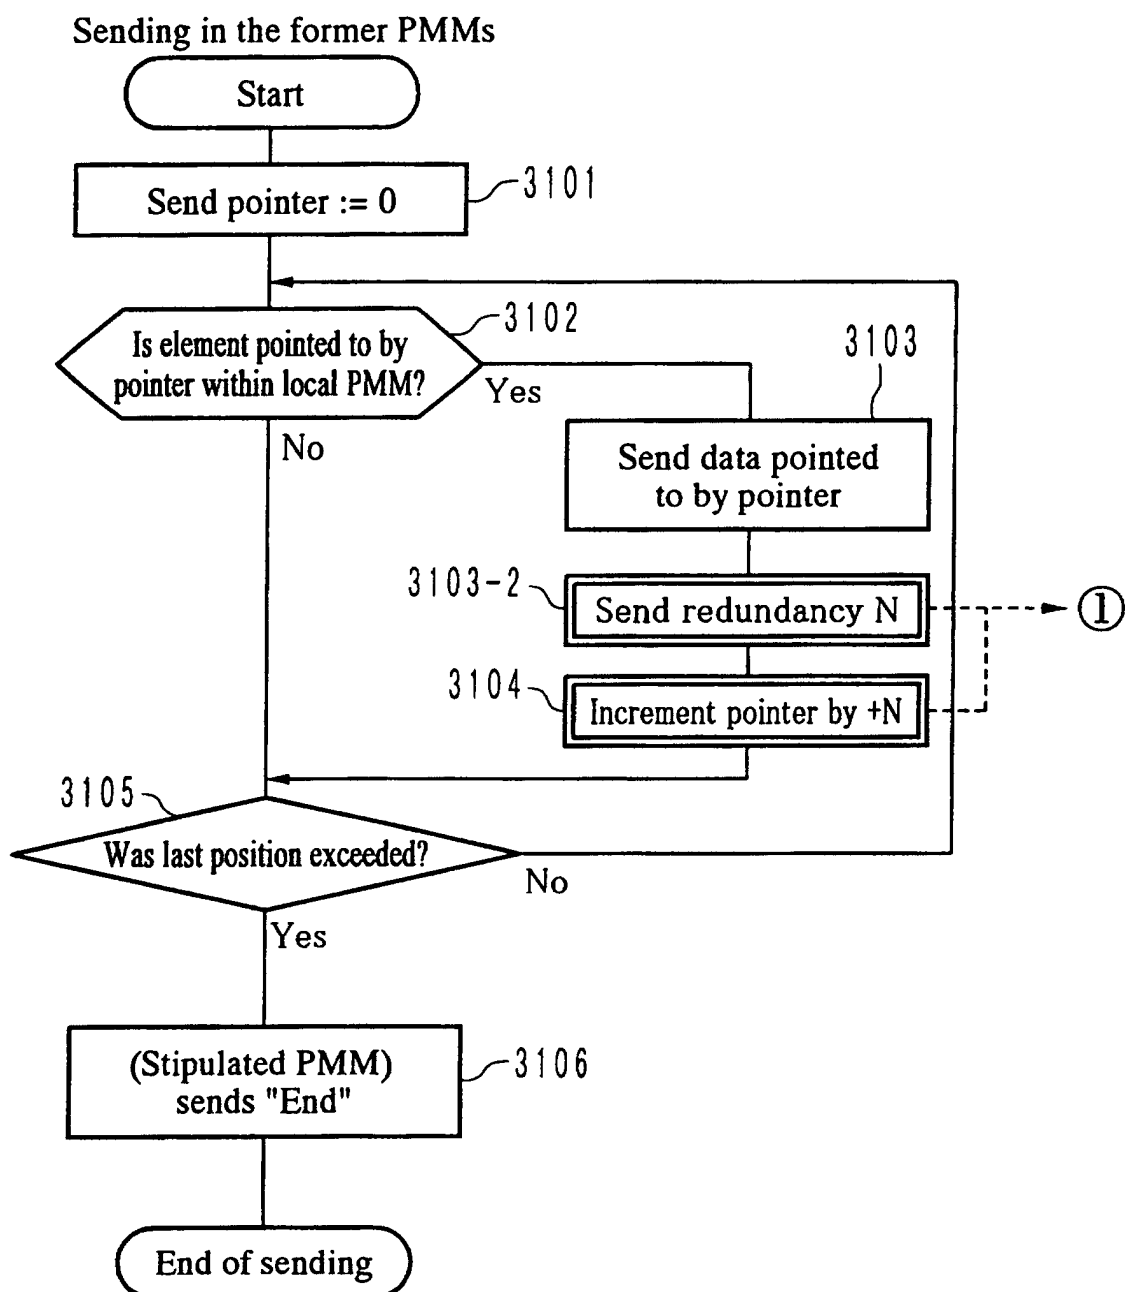 Sending in the former PMMs
Start
Send pointer := 0
3101
Is element pointed to by
pointer within local PMM?
3102
Yes
No
3103
Send data pointed
to by pointer
3103-2
Send redundancy N
①
3104
Increment pointer by +N
3105
Was last position exceeded?
No
Yes
(Stipulated PMM)
sends "End"
3106
End of sending